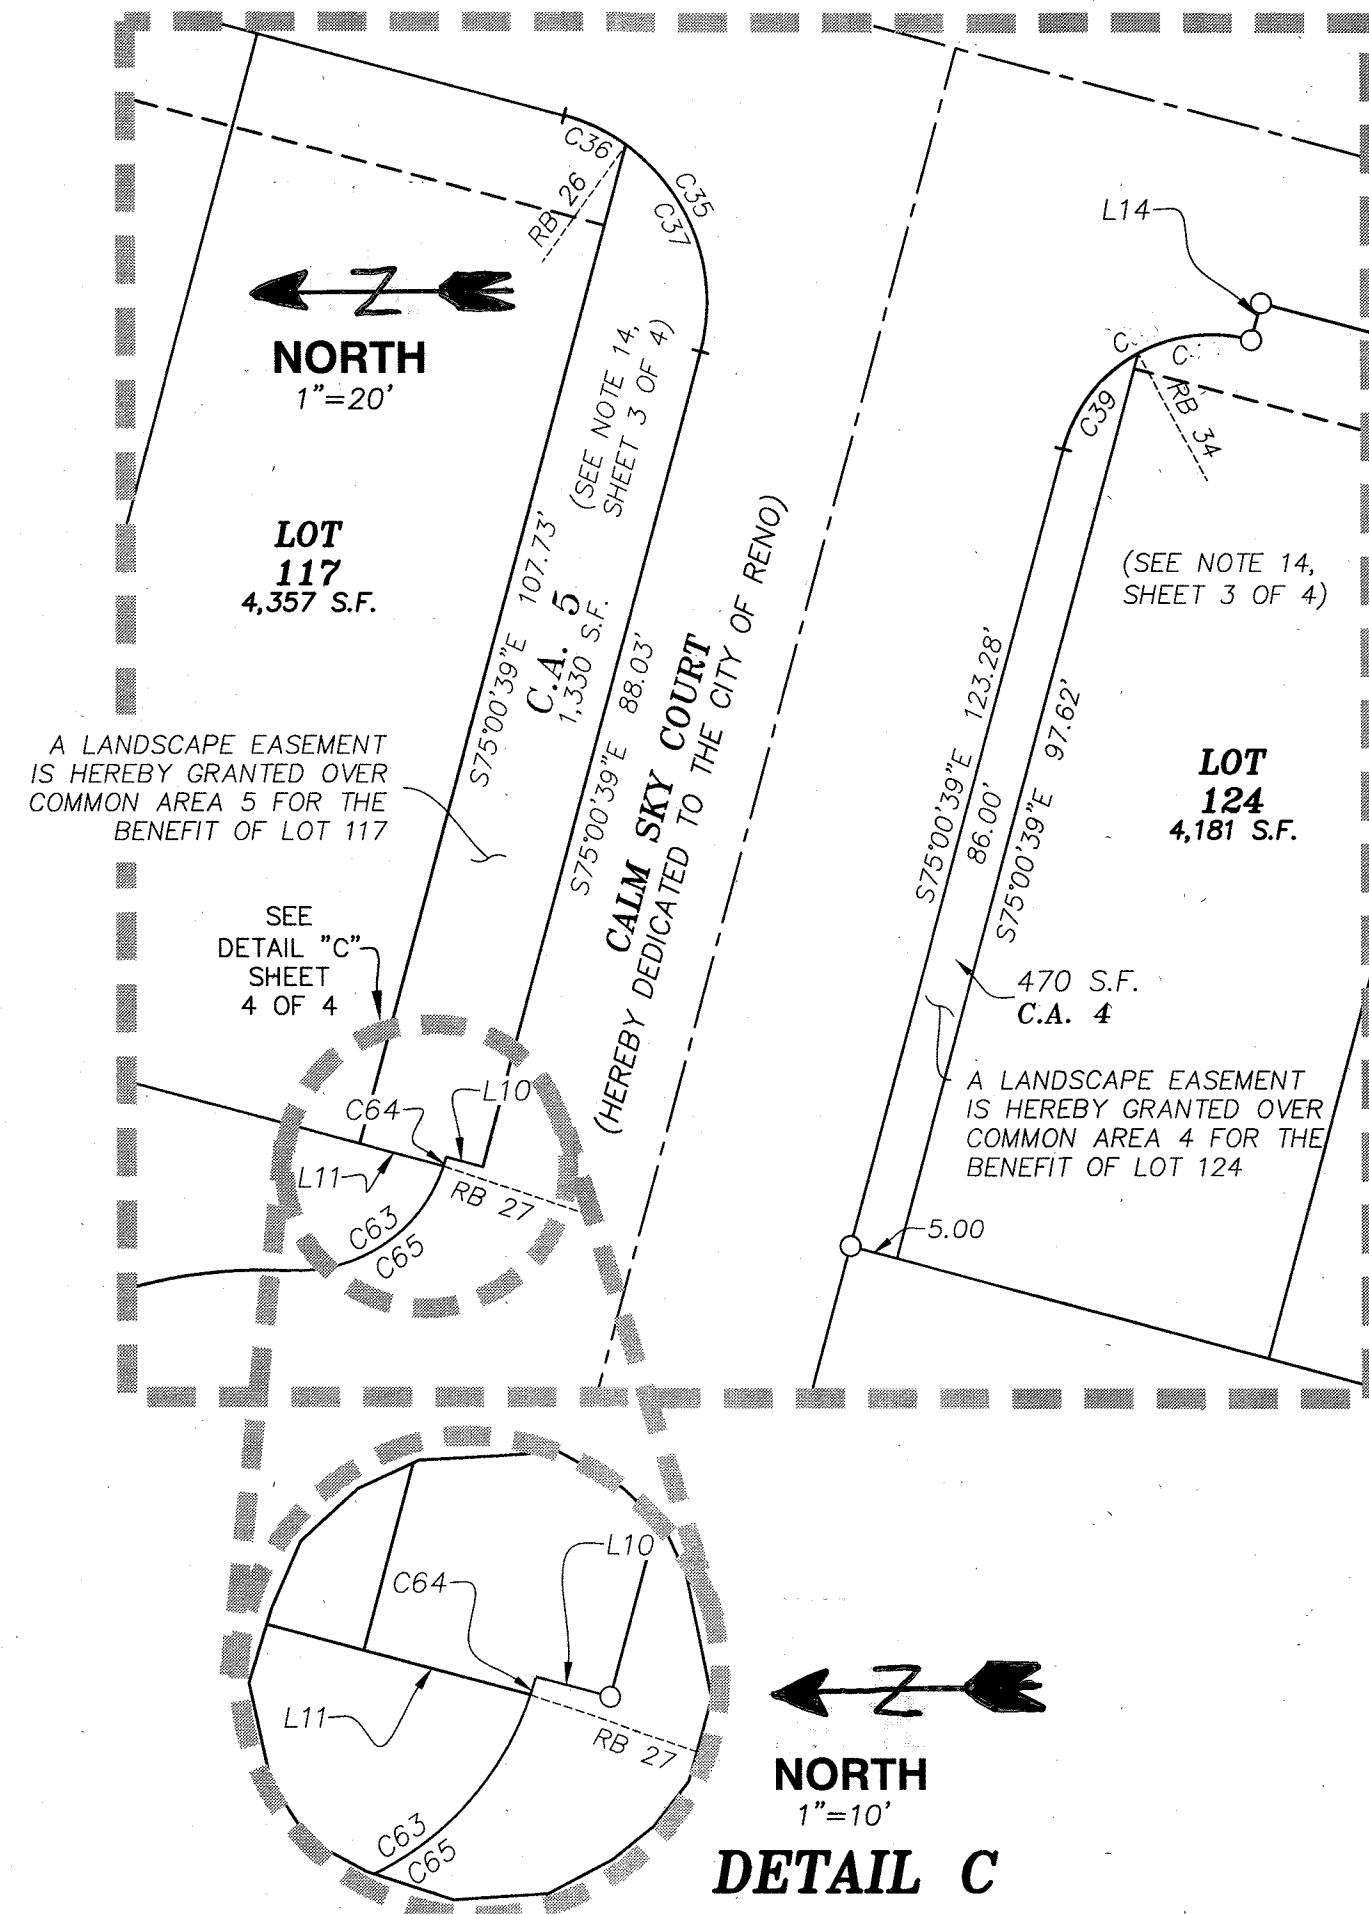 C36
RB 26
C35
C37
L14
NORTH
1"=20'
(SEE NOTE 14,
SHEET 3 OF 4)
C39
RB 34
LOT
117
4,357 S.F.
S75°00'39"E 107.73'
C.A. 5
1,330 S.F.
S75°00'39"E 88.03'
CALM SKY COURT
(HEREBY DEDICATED TO THE CITY OF RENO)
(SEE NOTE 14,
SHEET 3 OF 4)
S75°00'39"E 123.28'
86.00'
S75°00'39"E 97.62'
LOT
124
4,181 S.F.
A LANDSCAPE EASEMENT
IS HEREBY GRANTED OVER
COMMON AREA 5 FOR THE
BENEFIT OF LOT 117
SEE
DETAIL "C"
SHEET
4 OF 4
470 S.F.
C.A. 4
A LANDSCAPE EASEMENT
IS HEREBY GRANTED OVER
COMMON AREA 4 FOR THE
BENEFIT OF LOT 124
C64
L10
L11
RB 27
C63
C65
5.00
L10
C64
L11
RB 27
C63
C65
NORTH
1"=10'
DETAIL C